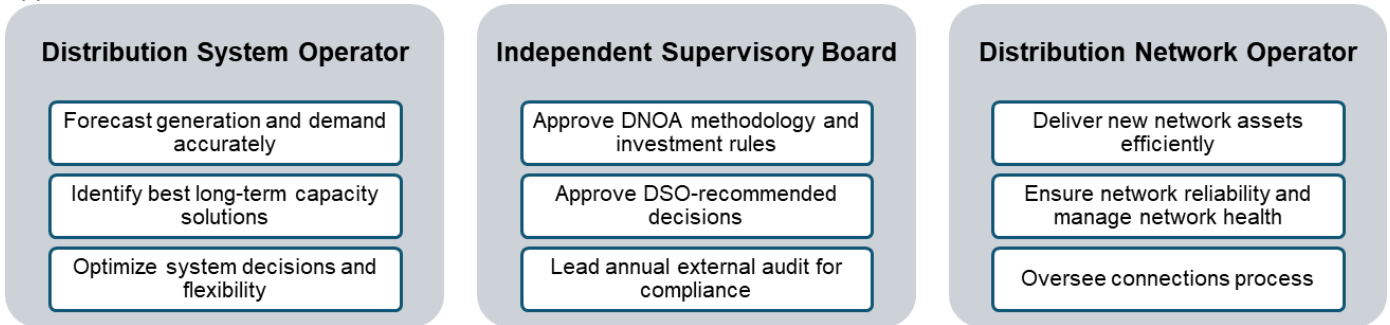 Distribution System Operator
Forecast generation and demand
accurately
Identify best long-term capacity
solutions
Optimize system decisions and
flexibility
Independent Supervisory Board
Approve DNOA methodology and
investment rules
Approve DSO-recommended
decisions
Lead annual external audit for
compliance
Distribution Network Operator
Deliver new network assets
efficiently
Ensure network reliability and
manage network health
Oversee connections process